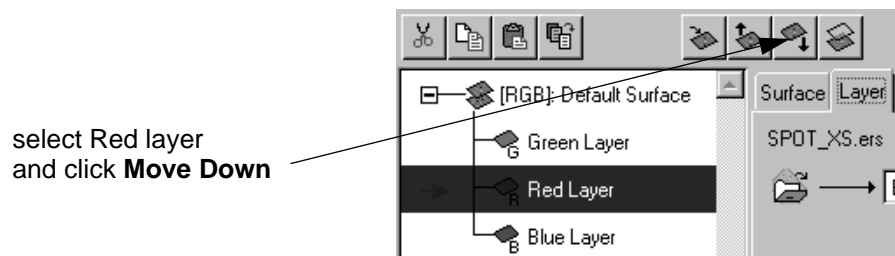 [RGB]: Default Surface
Surface Layer
select Red layer
and click Move Down
G Green Layer
SPOT_XS.ers
R Red Layer
B Blue Layer